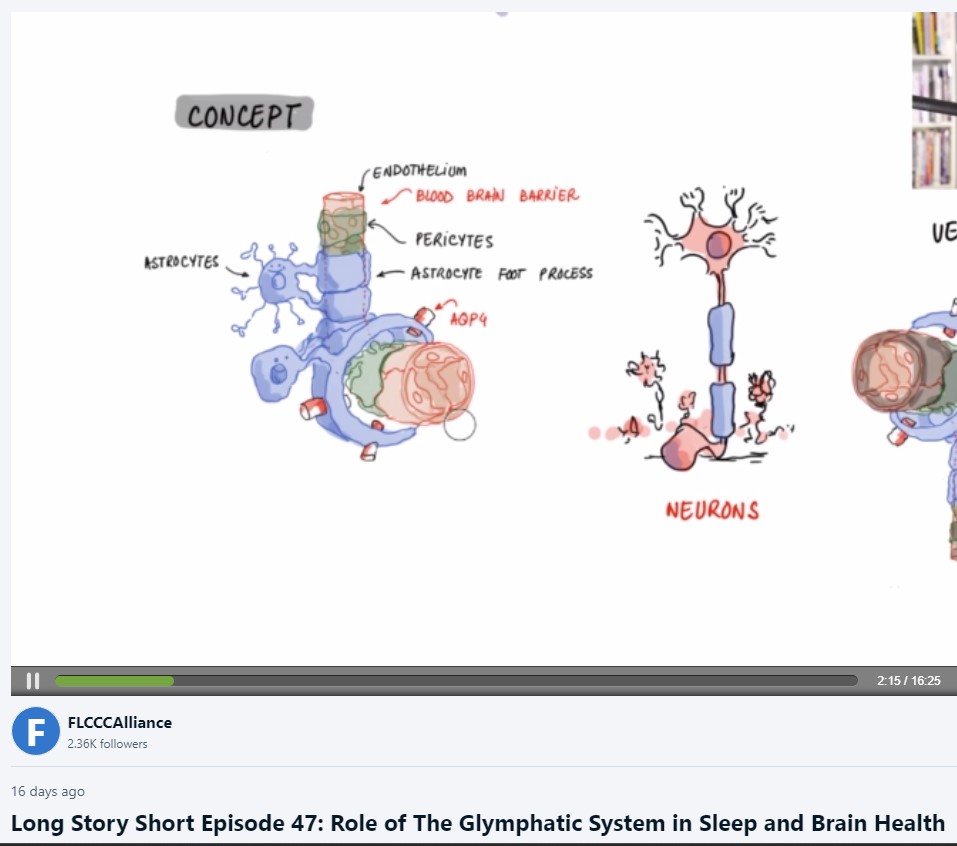 CONCEPT
ENDOTHELIUM
BLOOD BRAIN BARRIER
PERICYTES
ASTROCYTES
ASTROCYTE FOOT PROCESS
AQP4
VE
NEURONS
2:15 / 16:25
F
FLCCCAlliance
2.36K followers
16 days ago
Long Story Short Episode 47: Role of The Glymphatic System in Sleep and Brain Health